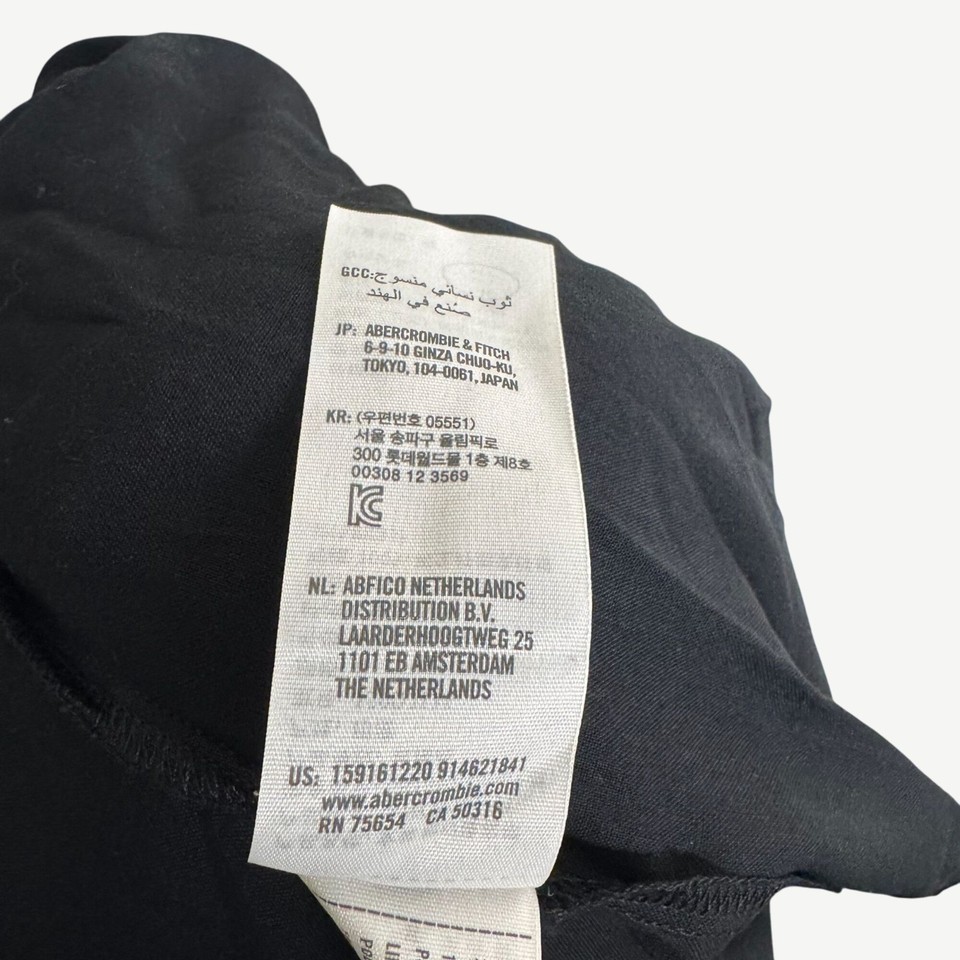 GCC: ثوب نسائي منسوج
صُنع في الهند
JP: ABERCROMBIE & FITCH
6-9-10 GINZA CHUO-KU,
TOKYO, 104-0061, JAPAN
KR: (우편번호 05551)
서울 송파구 올림픽로
300 롯데월드몰 1층 제8호
00308 12 3569
KC
NL: ABFICO NETHERLANDS
DISTRIBUTION B.V.
LAARDERHOOGTWEG 25
1101 EB AMSTERDAM
THE NETHERLANDS
US: 159161220 914621841
www.abercrombie.com
RN 75654 CA 50316